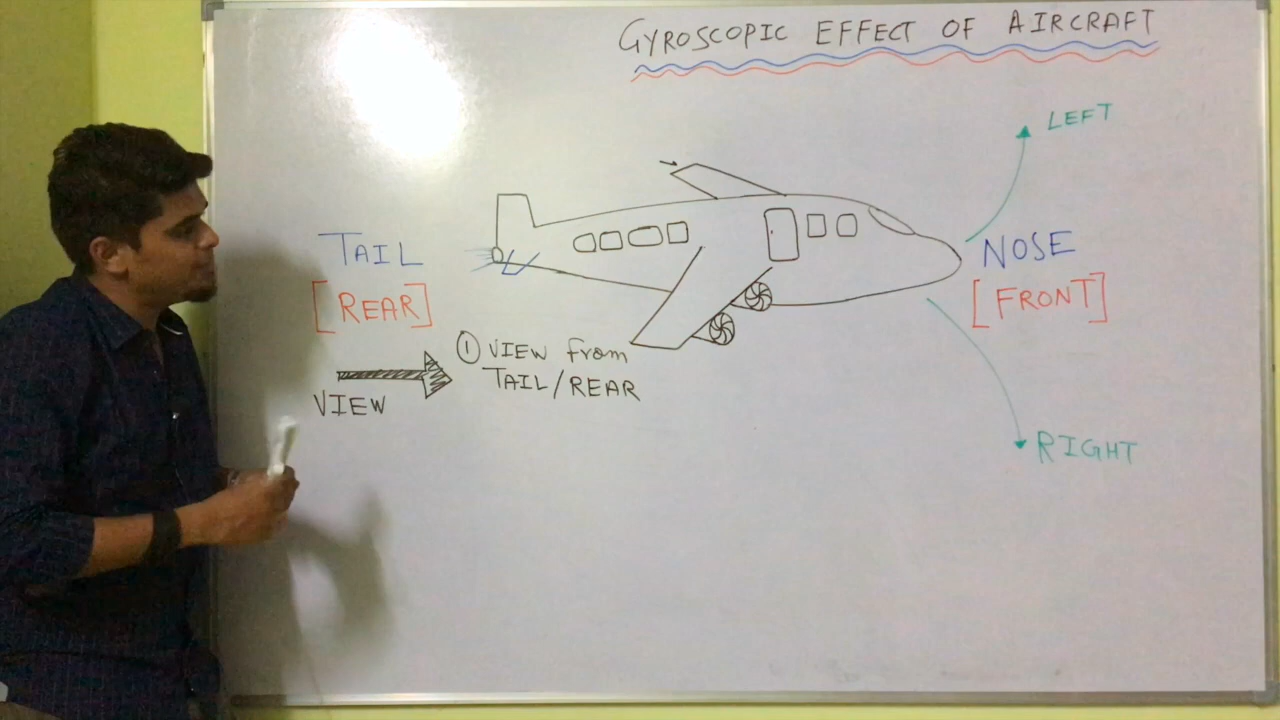 GYROSCOPIC EFFECT OF AIRCRAFT
LEFT
TAIL
[REAR]
NOSE
[FRONT]
① VIEW from
TAIL/REAR
VIEW
RIGHT